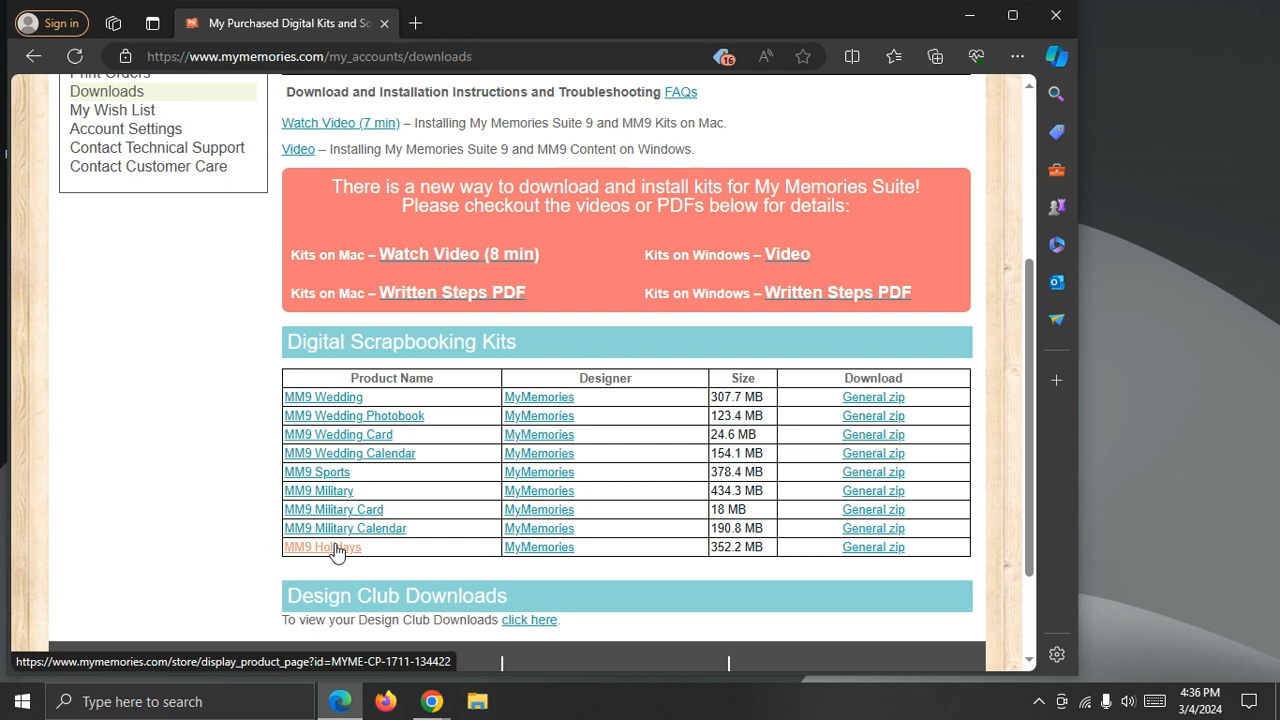 Sign in
My Purchased Digital Kits and So
https://www.mymemories.com/my_accounts/downloads
16
Print Orders
Downloads
My Wish List
Account Settings
Contact Technical Support
Contact Customer Care
Download and Installation Instructions and Troubleshooting FAQs
Watch Video (7 min) – Installing My Memories Suite 9 and MM9 Kits on Mac.
Video – Installing My Memories Suite 9 and MM9 Content on Windows.
There is a new way to download and install kits for My Memories Suite!
Please checkout the videos or PDFs below for details:
Kits on Mac – Watch Video (8 min) Kits on Windows – Video
Kits on Mac – Written Steps PDF Kits on Windows – Written Steps PDF
Digital Scrapbooking Kits
Product Name Designer Size Download
MM9 Wedding MyMemories 307.7 MB General zip
MM9 Wedding Photobook MyMemories 123.4 MB General zip
MM9 Wedding Card MyMemories 24.6 MB General zip
MM9 Wedding Calendar MyMemories 154.1 MB General zip
MM9 Sports MyMemories 378.4 MB General zip
MM9 Military MyMemories 434.3 MB General zip
MM9 Military Card MyMemories 18 MB General zip
MM9 Military Calendar MyMemories 190.8 MB General zip
MM9 Holidays MyMemories 352.2 MB General zip
Design Club Downloads
To view your Design Club Downloads click here.
https://www.mymemories.com/store/display_product_page?id=MYME-CP-1711-134422
Type here to search
4:36 PM
3/4/2024